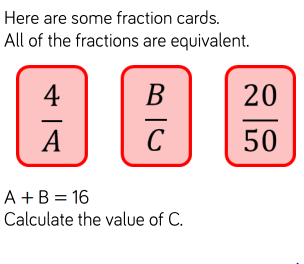 Here are some fraction cards.
All of the fractions are equivalent.
4 B 20
A C 50
A + B = 16
Calculate the value of C.